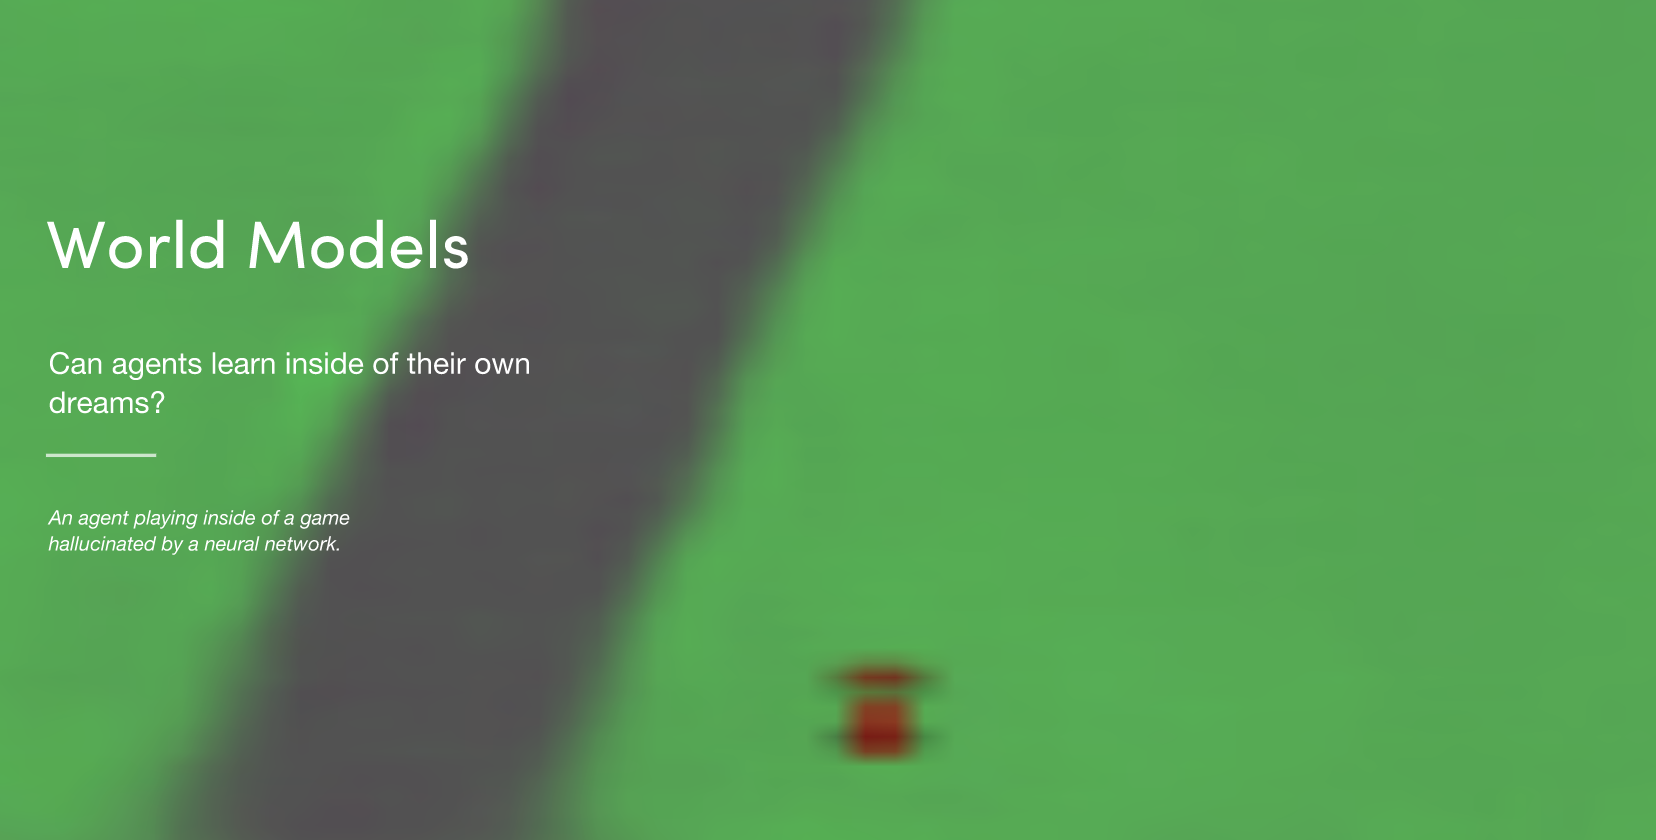 World Models
Can agents learn inside of their own
dreams?
An agent playing inside of a game
hallucinated by a neural network.